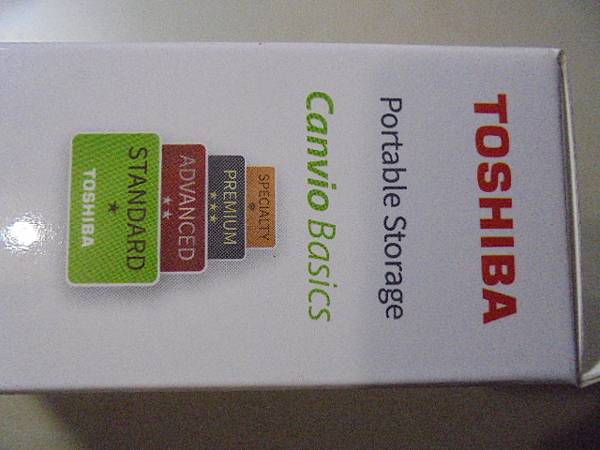 TOSHIBA
Portable Storage
Canvio Basics
SPECIALTY
PREMIUM
★★★
ADVANCED
★★
STANDARD
★
TOSHIBA